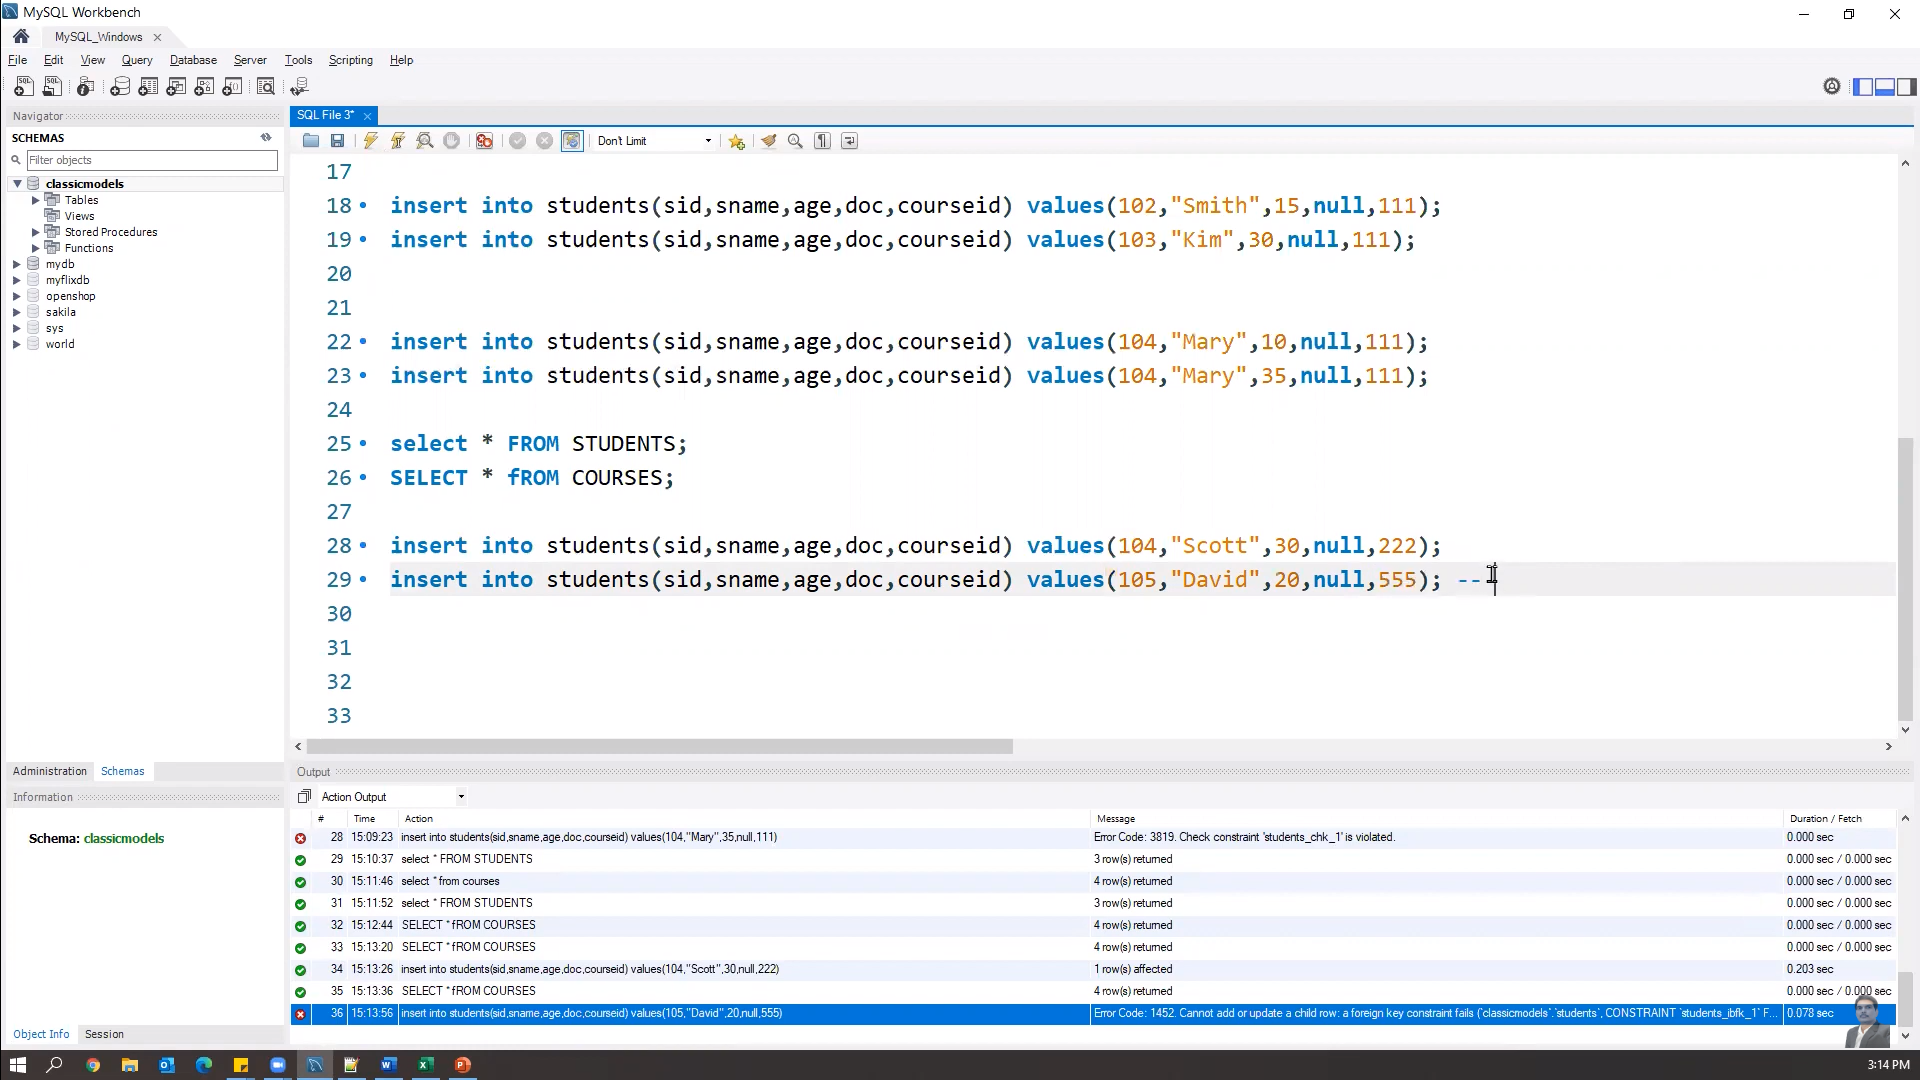 MySQL Workbench
MySQL_Windows
File Edit View Query Database Server Tools Scripting Help
Navigator
SCHEMAS
Filter objects
classicmodels
Tables
Views
Stored Procedures
Functions
mydb
myflixdb
openshop
sakila
sys
world
Administration Schemas
Information
Schema: classicmodels
Object Info Session
SQL File 3*
Don't Limit
17
18 insert into students(sid,sname,age,doc,courseid) values(102,"Smith",15,null,111);
19 insert into students(sid,sname,age,doc,courseid) values(103,"Kim",30,null,111);
20
21
22 insert into students(sid,sname,age,doc,courseid) values(104,"Mary",10,null,111);
23 insert into students(sid,sname,age,doc,courseid) values(104,"Mary",35,null,111);
24
25 select * FROM STUDENTS;
26 SELECT * fROM COURSES;
27
28 insert into students(sid,sname,age,doc,courseid) values(104,"Scott",30,null,222);
29 insert into students(sid,sname,age,doc,courseid) values(105,"David",20,null,555); --
30
31
32
33
Output
Action Output
# Time Action Message Duration / Fetch
28 15:09:23 insert into students(sid,sname,age,doc,courseid) values(104,"Mary",35,null,111) Error Code: 3819. Check constraint 'students_chk_1' is violated. 0.000 sec
29 15:10:37 select * FROM STUDENTS 3 row(s) returned 0.000 sec / 0.000 sec
30 15:11:46 select * from courses 4 row(s) returned 0.000 sec / 0.000 sec
31 15:11:52 select * FROM STUDENTS 3 row(s) returned 0.000 sec / 0.000 sec
32 15:12:44 SELECT * fROM COURSES 4 row(s) returned 0.000 sec / 0.000 sec
33 15:13:20 SELECT * fROM COURSES 4 row(s) returned 0.000 sec / 0.000 sec
34 15:13:26 insert into students(sid,sname,age,doc,courseid) values(104,"Scott",30,null,222) 1 row(s) affected 0.203 sec
35 15:13:36 SELECT * fROM COURSES 4 row(s) returned 0.000 sec / 0.000 sec
36 15:13:56 insert into students(sid,sname,age,doc,courseid) values(105,"David",20,null,555) Error Code: 1452. Cannot add or update a child row: a foreign key constraint fails (`classicmodels`.`students`, CONSTRAINT `students_ibfk_1` F... 0.078 sec
3:14 PM